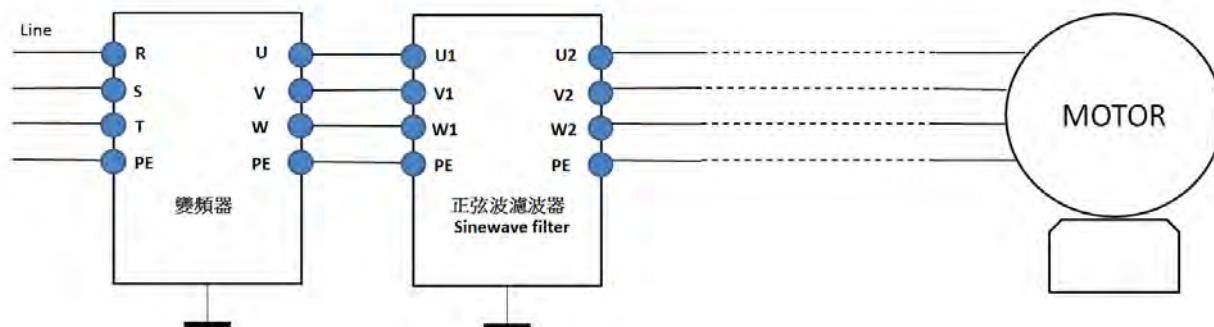 Line
R
U
U1
U2
S
V
V1
V2
T
W
W1
W2
PE
PE
PE
PE
變頻器
正弦波濾波器
Sinewave filter
MOTOR